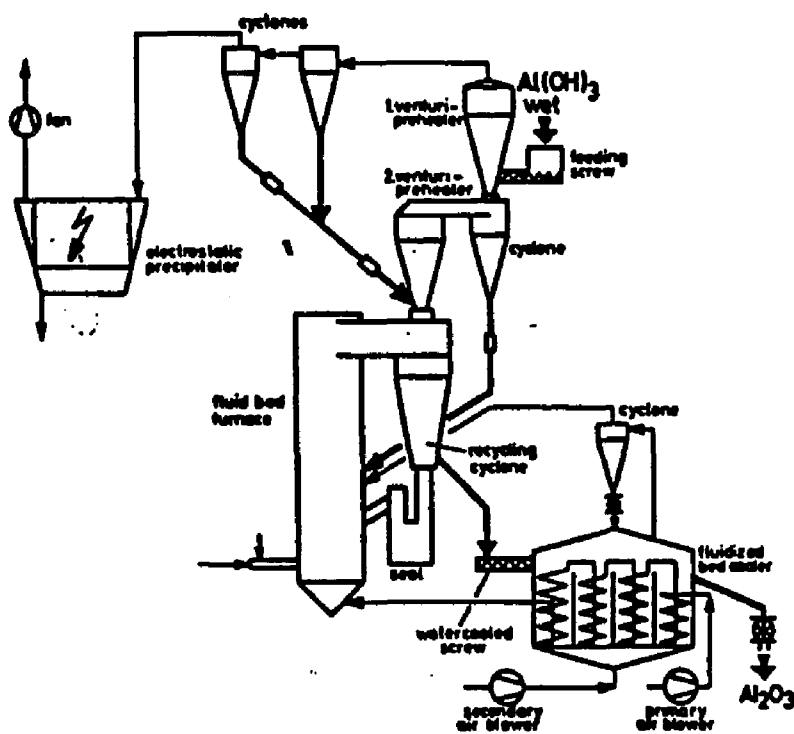 cyclones
Al(OH)3
wet
fan
1.venturi-
preheater
feeding
screw
2.venturi-
preheater
cyclone
electrostatic
precipitator
fluid bed
furnace
cyclone
recycling
cyclone
fluidized
bed cooler
seal
watercooled
screw
Al2O3
secondary
air blower
primary
air blower